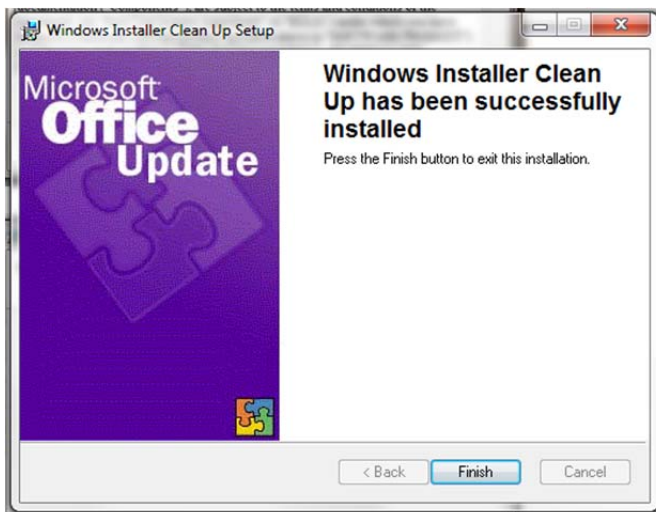 Windows Installer Clean Up Setup
Microsoft
Office
Update
Windows Installer Clean
Up has been successfully
installed
Press the Finish button to exit this installation.
< Back
Finish
Cancel